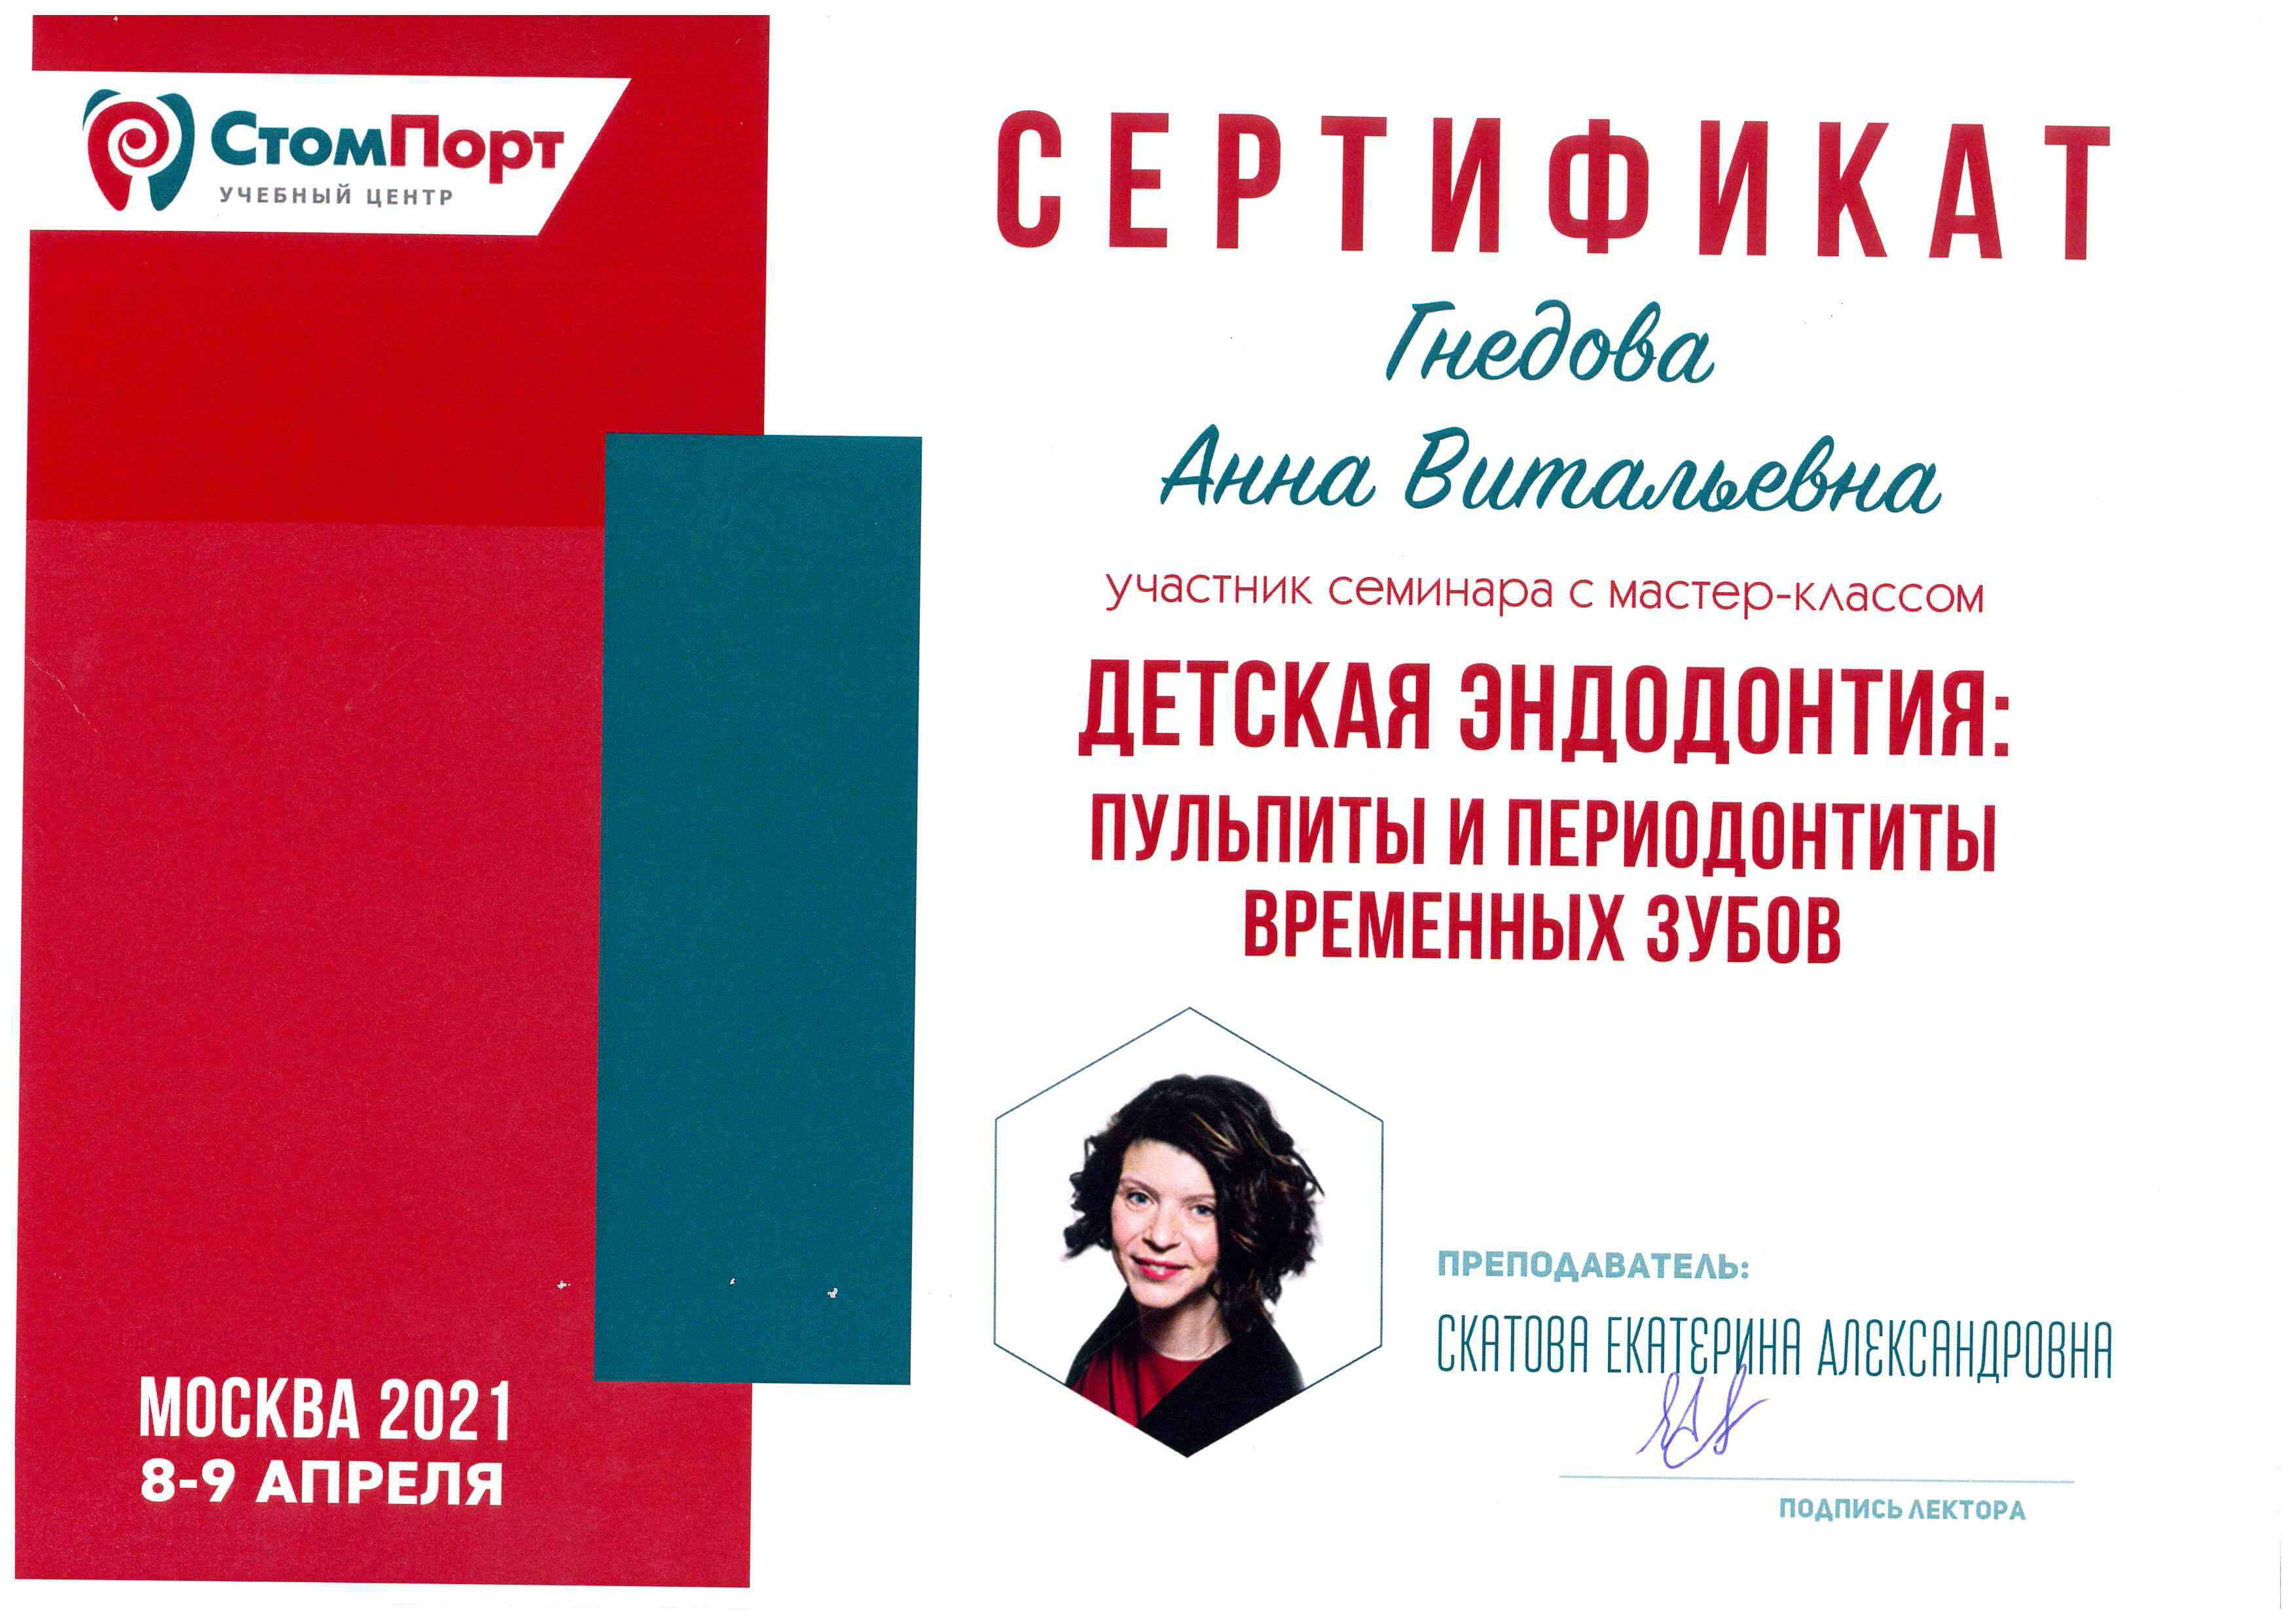 СтомПорт
УЧЕБНЫЙ ЦЕНТР
СЕРТИФИКАТ
Гнедова
Анна Витальевна
участник семинара с мастер-классом
ДЕТСКАЯ ЭНДОДОНТИЯ:
ПУЛЬПИТЫ И ПЕРИОДОНТИТЫ
ВРЕМЕННЫХ ЗУБОВ
ПРЕПОДАВАТЕЛЬ:
СКАТОВА ЕКАТЕРИНА АЛЕКСАНДРОВНА
ПОДПИСЬ ЛЕКТОРА
МОСКВА 2021
8-9 АПРЕЛЯ